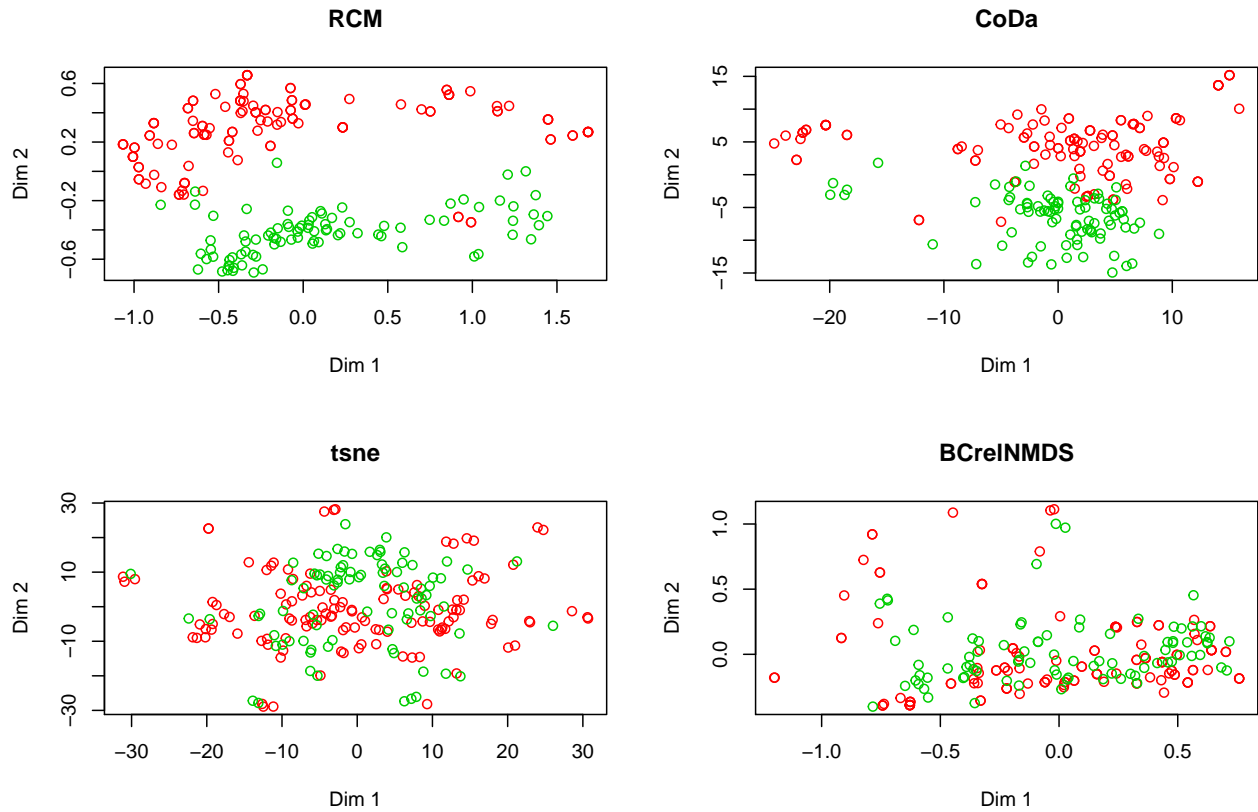 RCM
Dim 2
0.6
0.2
−0.2
−0.6
−1.0 −0.5 0.0 0.5 1.0 1.5
Dim 1
CoDa
Dim 2
15
5
−5
−15
−20 −10 0 10
Dim 1
tsne
Dim 2
30
10
−10
−30
−30 −20 −10 0 10 20 30
Dim 1
BCrelNMDS
Dim 2
1.0
0.5
0.0
−1.0 −0.5 0.0 0.5
Dim 1